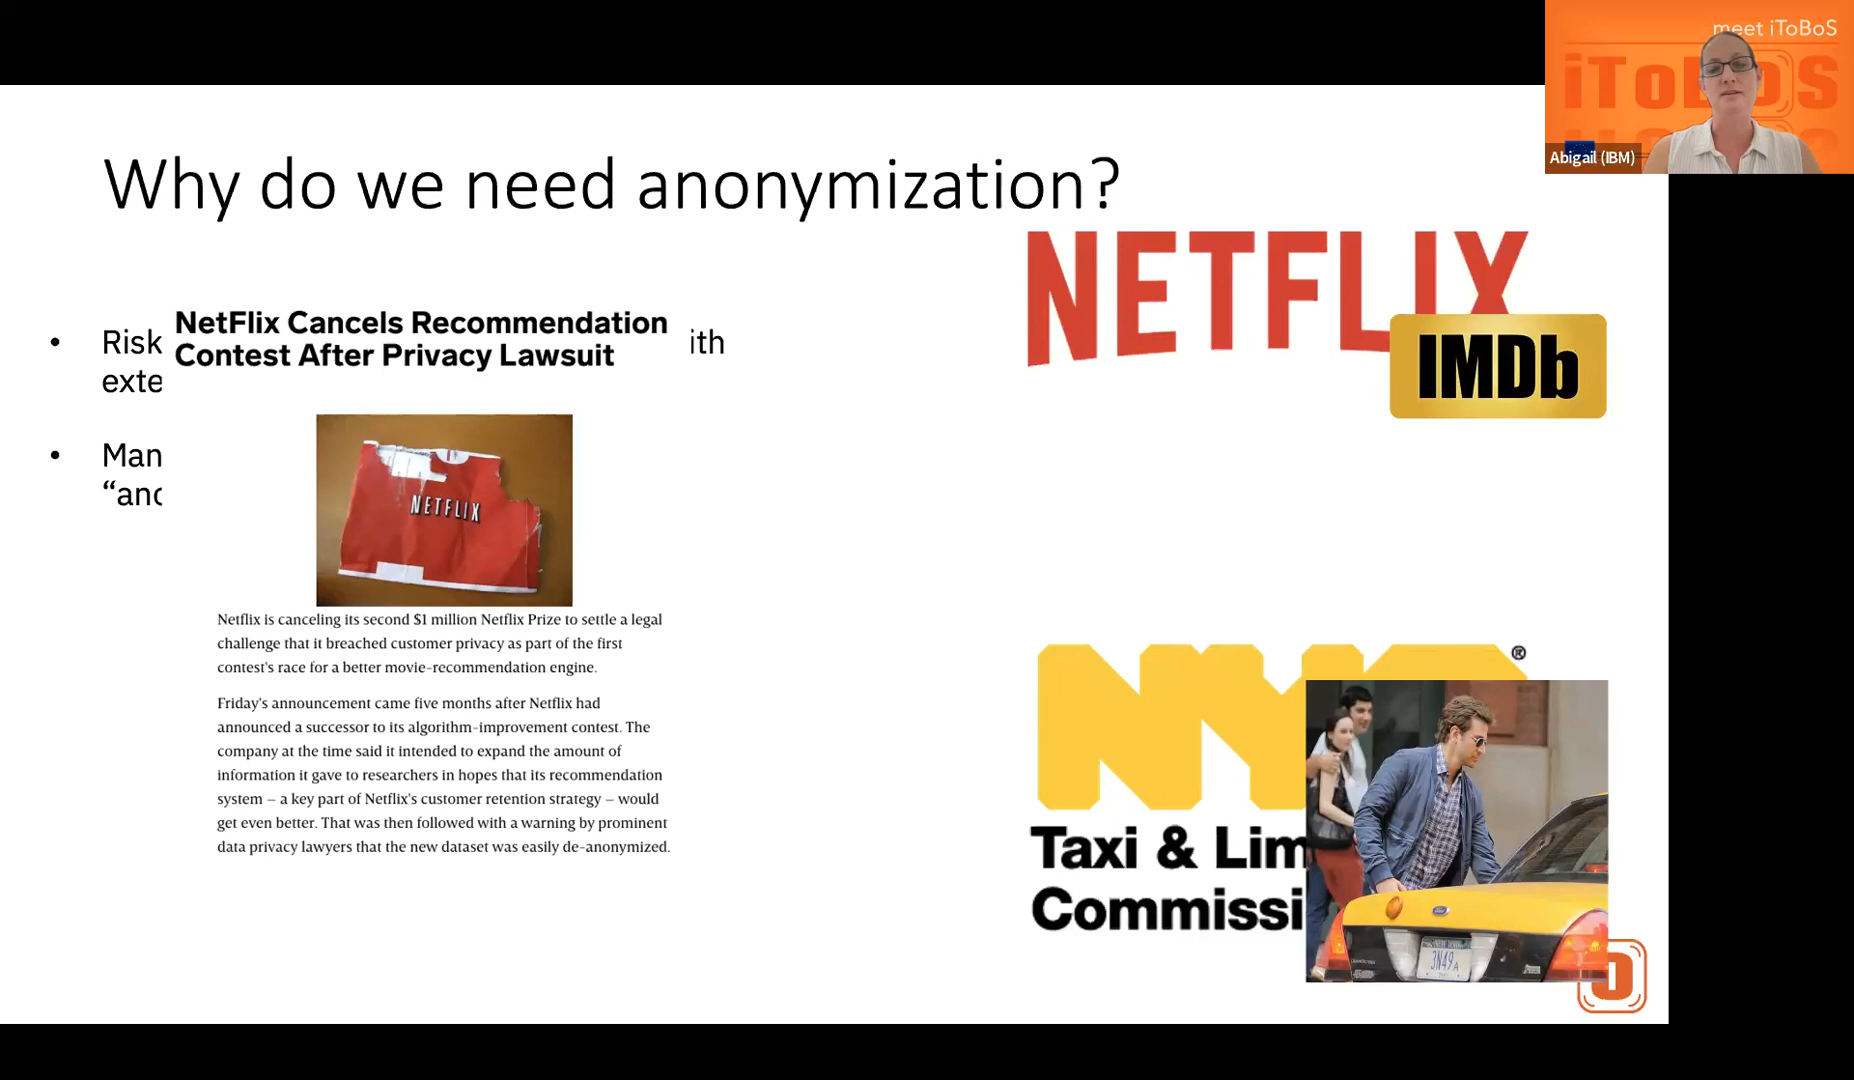 meet iToBoS
iToBoS
Abigail (IBM)
Why do we need anonymization?
NETFLIX
IMDb
• Risk
ith
exte
NetFlix Cancels Recommendation
Contest After Privacy Lawsuit
• Man
“ano
NETFLIX
Netflix is canceling its second $1 million Netflix Prize to settle a legal
challenge that it breached customer privacy as part of the first
contest's race for a better movie-recommendation engine.
Friday's announcement came five months after Netflix had
announced a successor to its algorithm-improvement contest. The
company at the time said it intended to expand the amount of
information it gave to researchers in hopes that its recommendation
system – a key part of Netflix's customer retention strategy – would
get even better. That was then followed with a warning by prominent
data privacy lawyers that the new dataset was easily de-anonymized.
NYC®
Taxi & Lim
Commissi
3N49